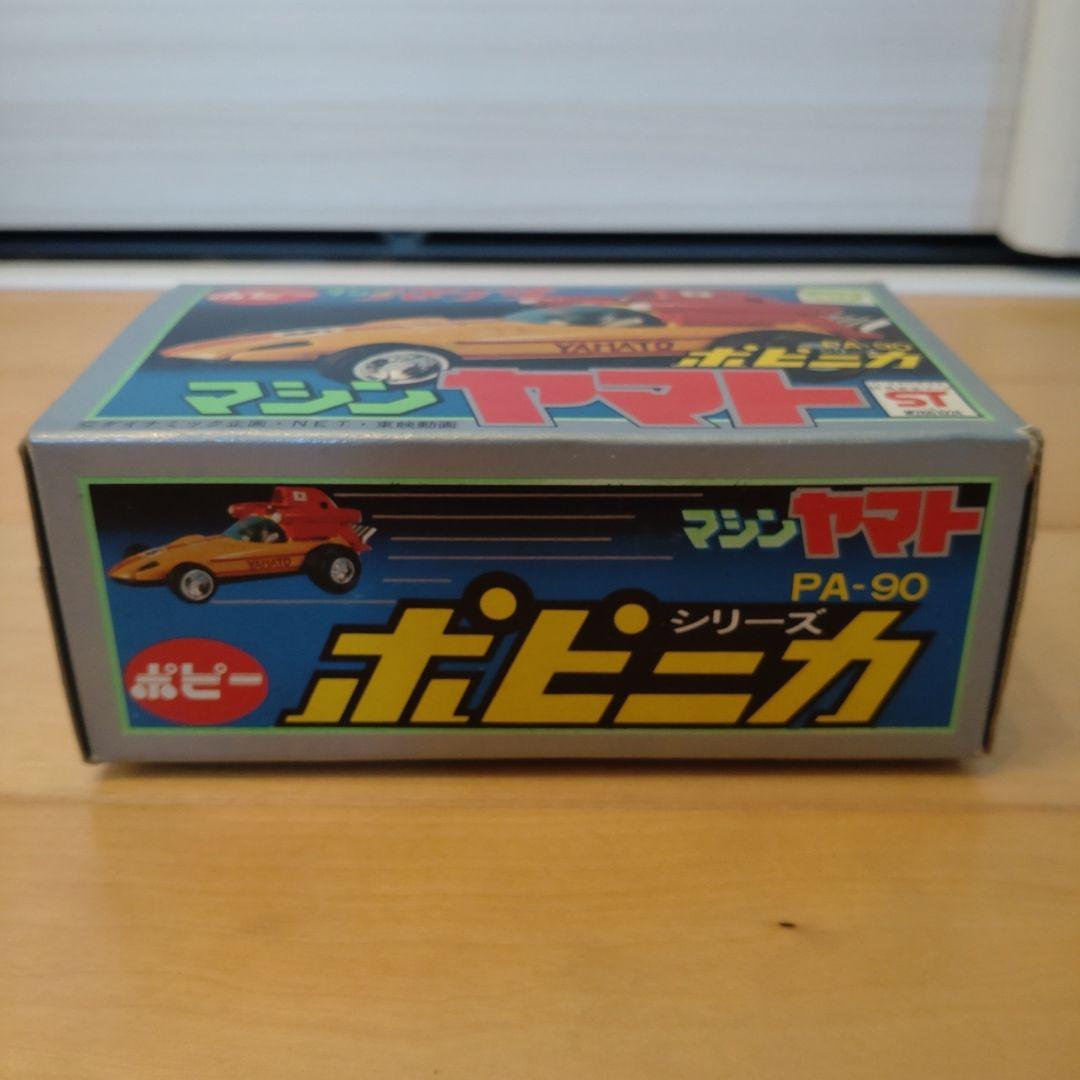 ポピー
YAMATO
PA-90
ポピニカ
マシンヤマト
ST
©ダイナミック企画・NET・東映動画
マシンヤマト
YAMATO
PA-90
シリーズ
ポピー
ポピニカ